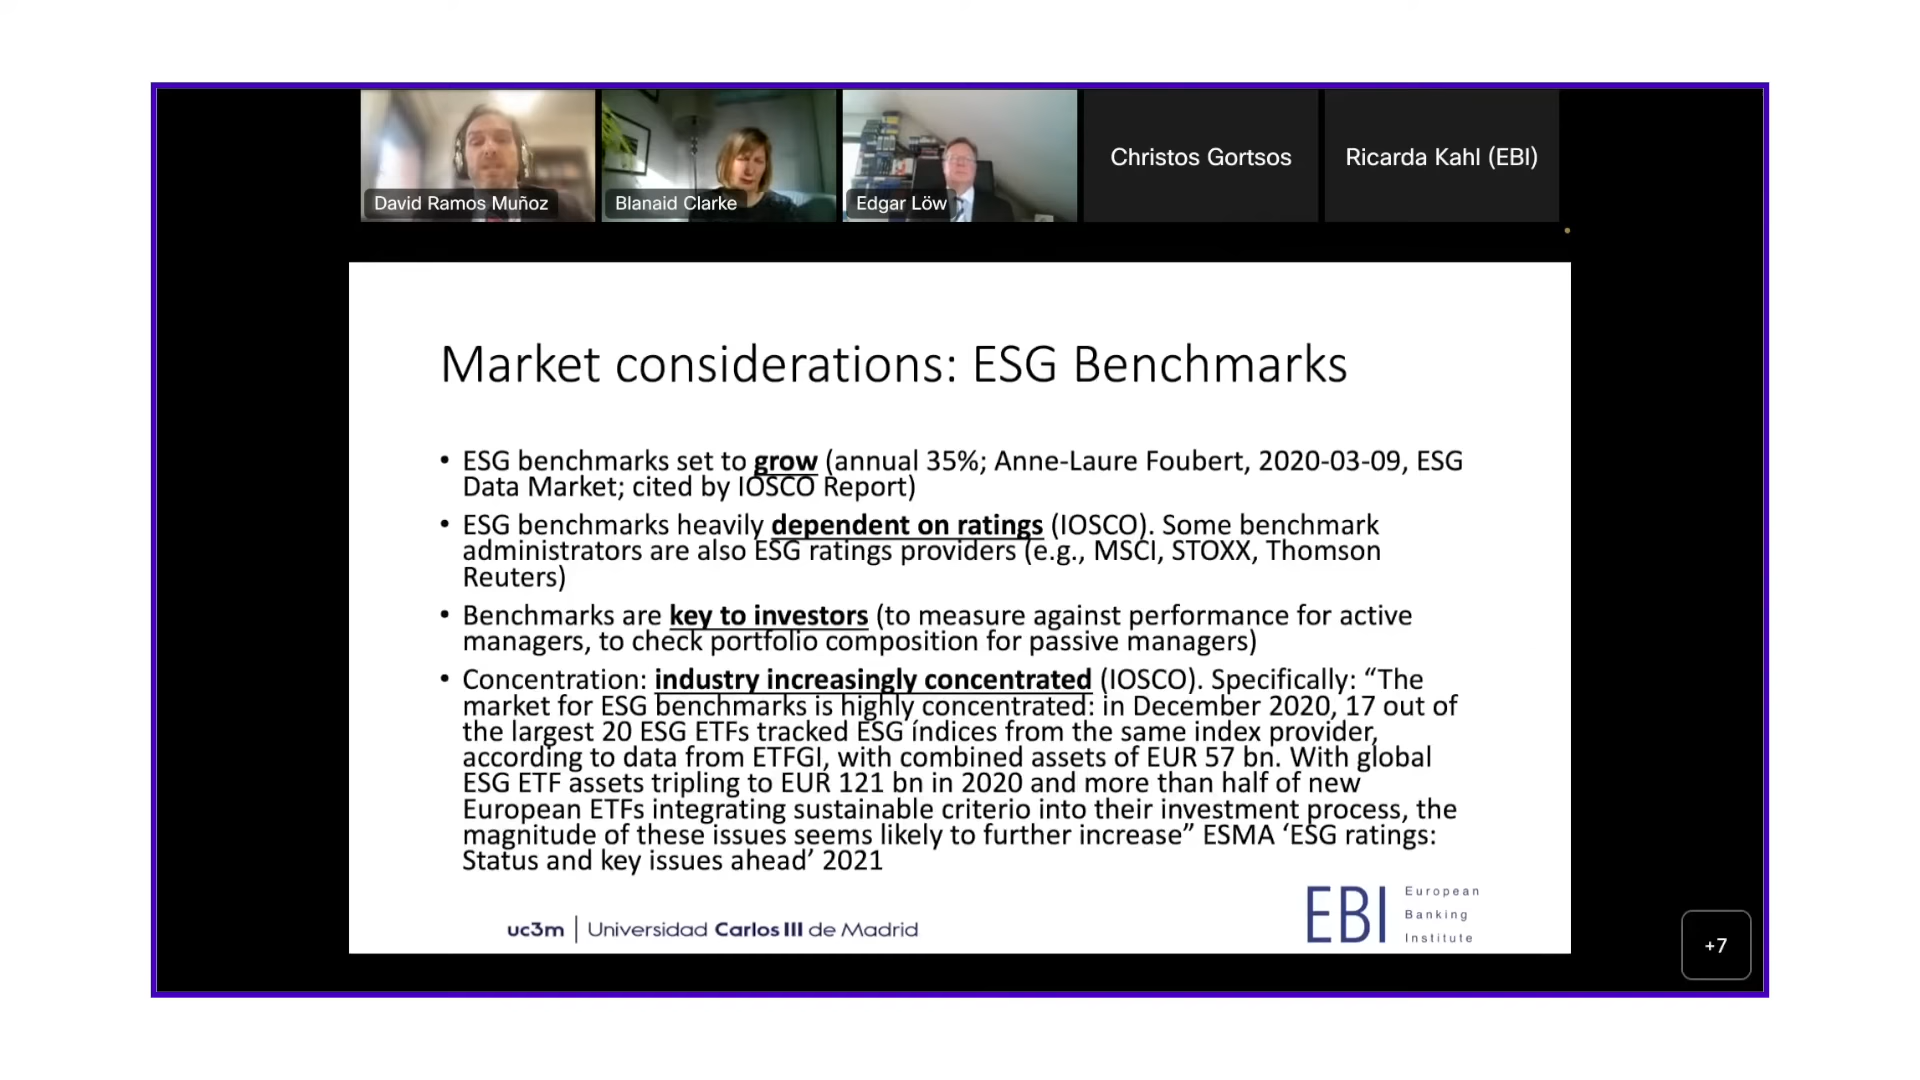 David Ramos Muñoz
Blanaid Clarke
Edgar Löw
Christos Gortsos
Ricarda Kahl (EBI)
Market considerations: ESG Benchmarks
• ESG benchmarks set to grow (annual 35%; Anne-Laure Foubert, 2020-03-09, ESG
Data Market; cited by IOSCO Report)
• ESG benchmarks heavily dependent on ratings (IOSCO). Some benchmark
administrators are also ESG ratings providers (e.g., MSCI, STOXX, Thomson
Reuters)
• Benchmarks are key to investors (to measure against performance for active
managers, to check portfolio composition for passive managers)
• Concentration: industry increasingly concentrated (IOSCO). Specifically: “The
market for ESG benchmarks is highly concentrated: in December 2020, 17 out of
the largest 20 ESG ETFs tracked ESG índices from the same index provider,
according to data from ETFGI, with combined assets of EUR 57 bn. With global
ESG ETF assets tripling to EUR 121 bn in 2020 and more than half of new
European ETFs integrating sustainable criterio into their investment process, the
magnitude of these issues seems likely to further increase” ESMA ‘ESG ratings:
Status and key issues ahead’ 2021
uc3m | Universidad Carlos III de Madrid
EBI
European
Banking
Institute
+7